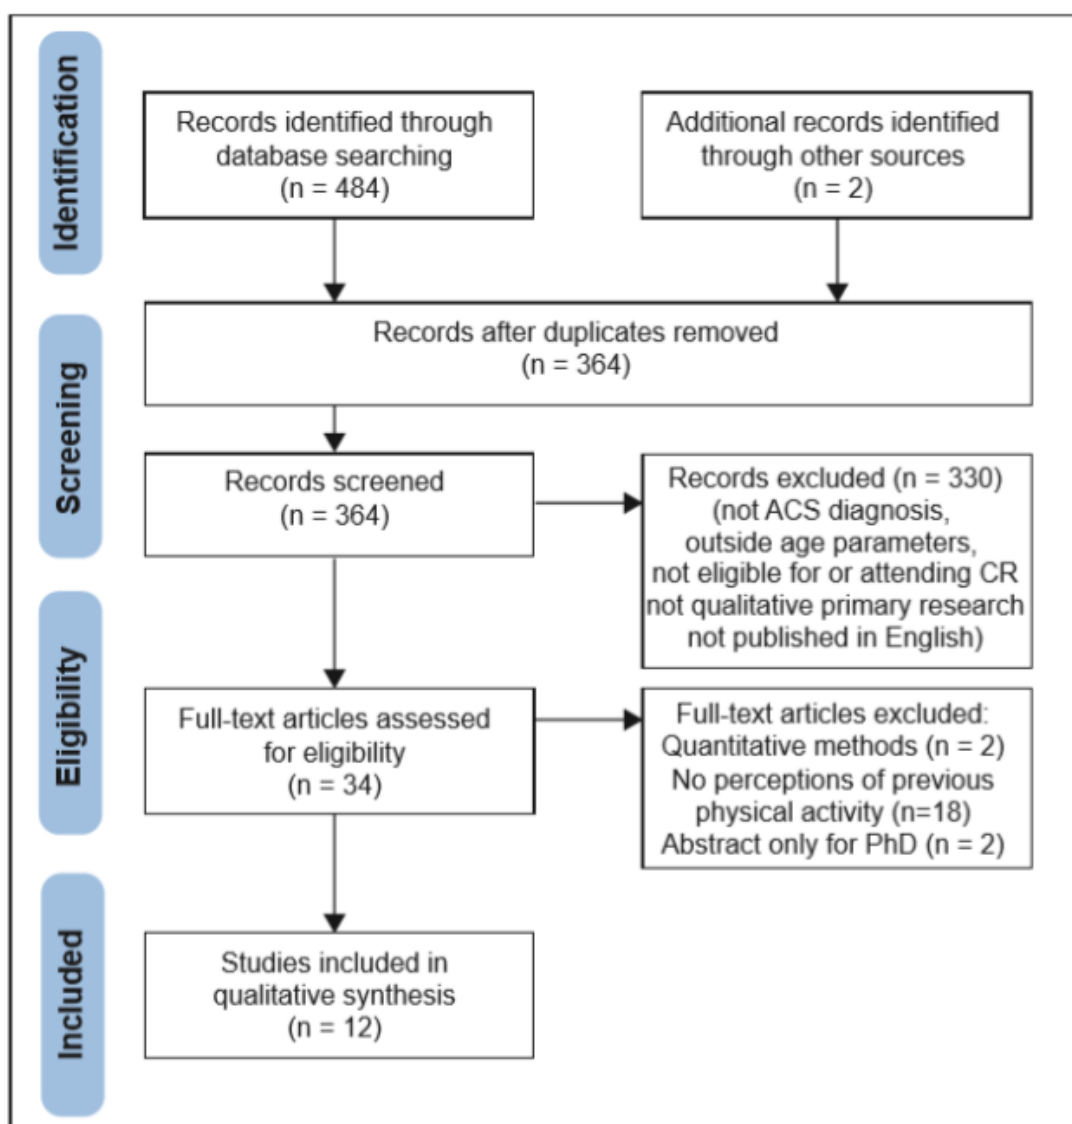 Identification
Records identified through
database searching
(n = 484)
Additional records identified
through other sources
(n = 2)
Screening
Records after duplicates removed
(n = 364)
Records screened
(n = 364)
Records excluded (n = 330)
(not ACS diagnosis,
outside age parameters,
not eligible for or attending CR
not qualitative primary research
not published in English)
Eligibility
Full-text articles assessed
for eligibility
(n = 34)
Full-text articles excluded:
Quantitative methods (n = 2)
No perceptions of previous
physical activity (n=18)
Abstract only for PhD (n = 2)
Included
Studies included in
qualitative synthesis
(n = 12)